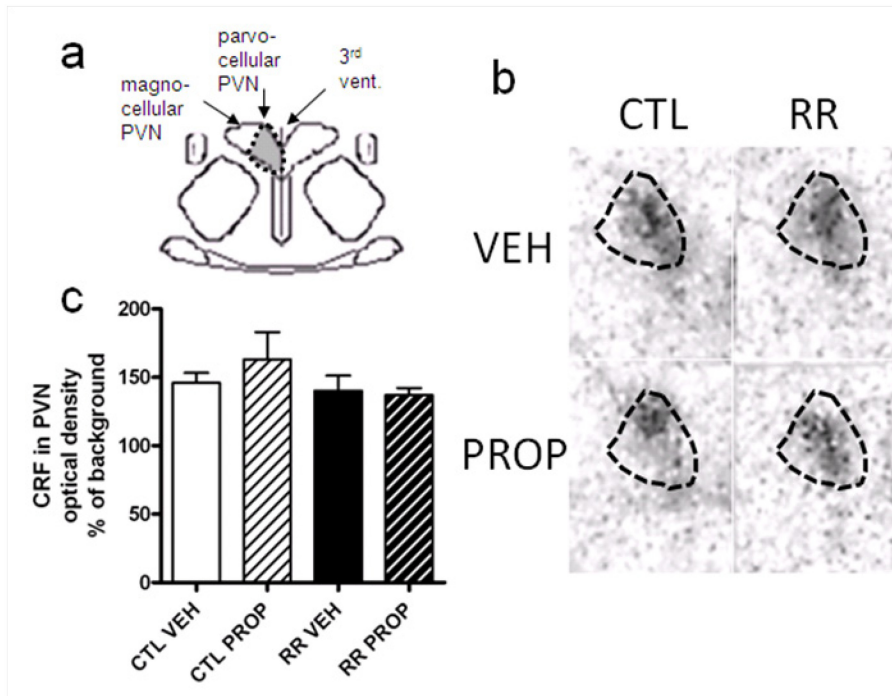 a
parvo-
cellular
PVN
3rd
vent.
magno-
cellular
PVN
b
CTL
RR
VEH
PROP
c
CRF in PVN
optical density
% of background
200
150
100
50
0
CTL VEH
CTL PROP
RR VEH
RR PROP